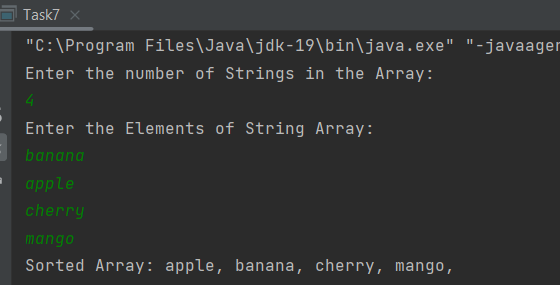 Task7
"C:\Program Files\Java\jdk-19\bin\java.exe" "-javaagen
Enter the number of Strings in the Array:
4
Enter the Elements of String Array:
banana
apple
cherry
mango
Sorted Array: apple, banana, cherry, mango,